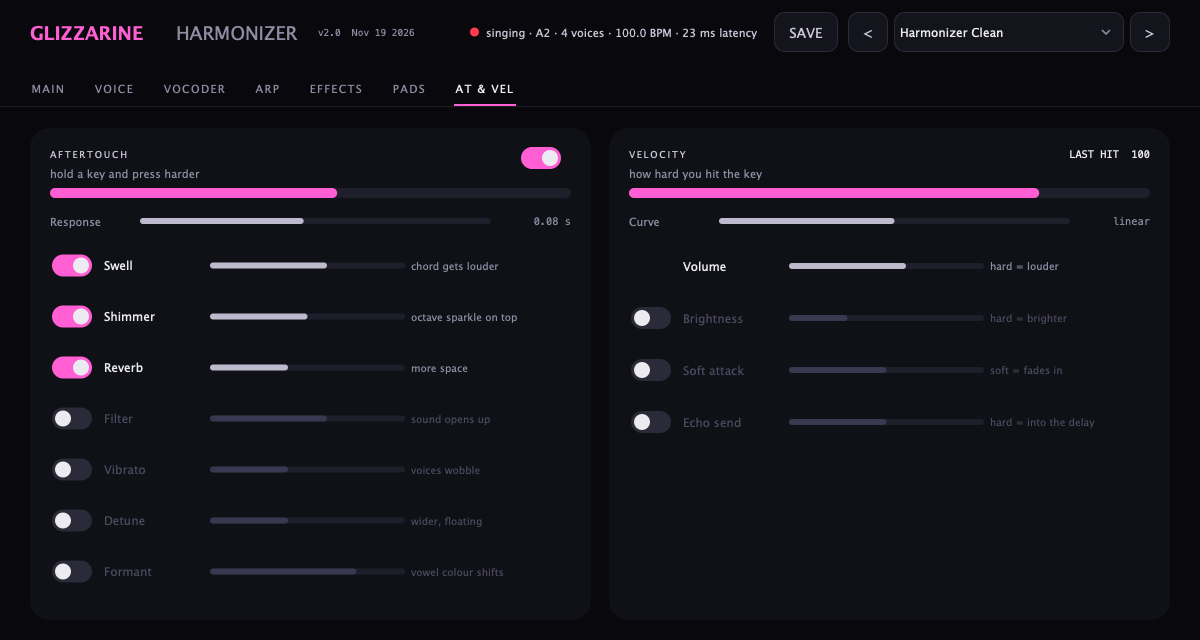 GLIZZARINE HARMONIZER v2.0 Nov 19 2026 singing · A2 · 4 voices · 100.0 BPM · 23 ms latency SAVE < Harmonizer Clean >
MAIN VOICE VOCODER ARP EFFECTS PADS AT & VEL
AFTERTOUCH
hold a key and press harder
Response 0.08 s
Swell chord gets louder
Shimmer octave sparkle on top
Reverb more space
Filter sound opens up
Vibrato voices wobble
Detune wider, floating
Formant vowel colour shifts
VELOCITY LAST HIT 100
how hard you hit the key
Curve linear
Volume hard = louder
Brightness hard = brighter
Soft attack soft = fades in
Echo send hard = into the delay